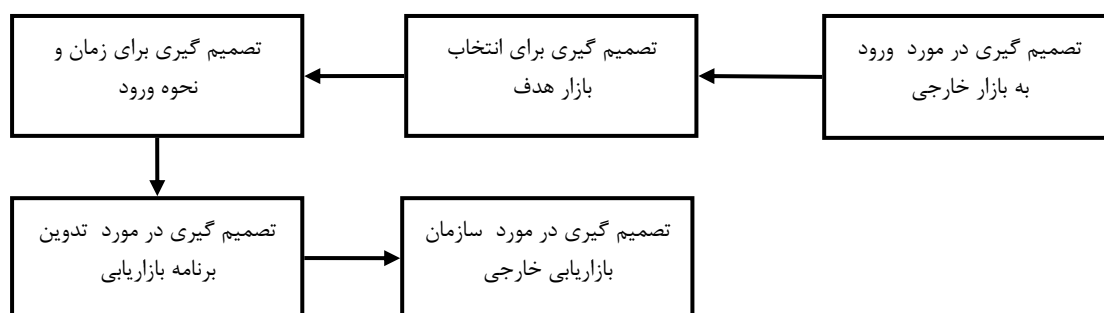 تصمیم گیری در مورد ورود
به بازار خارجی
تصمیم گیری برای انتخاب
بازار هدف
تصمیم گیری برای زمان و
نحوه ورود
تصمیم گیری در مورد تدوین
برنامه بازاریابی
تصمیم گیری در مورد سازمان
بازاریابی خارجی